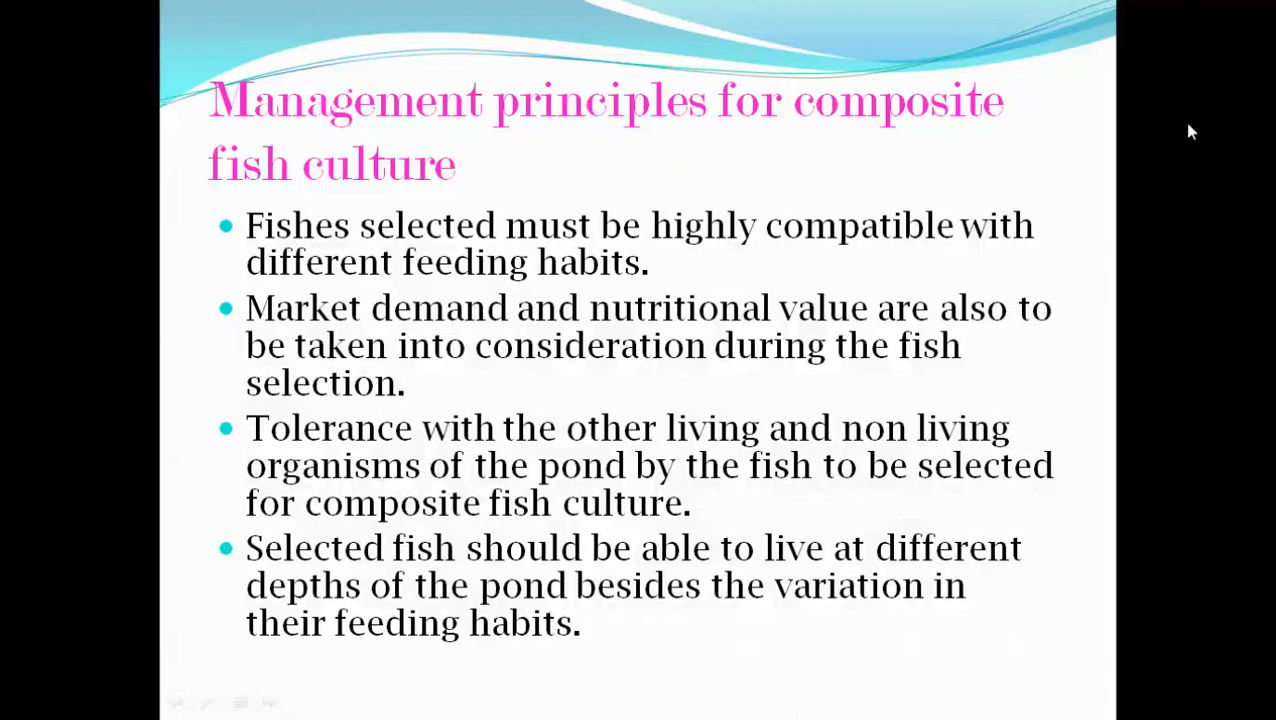 Management principles for composite
fish culture
• Fishes selected must be highly compatible with
different feeding habits.
• Market demand and nutritional value are also to
be taken into consideration during the fish
selection.
• Tolerance with the other living and non living
organisms of the pond by the fish to be selected
for composite fish culture.
• Selected fish should be able to live at different
depths of the pond besides the variation in
their feeding habits.